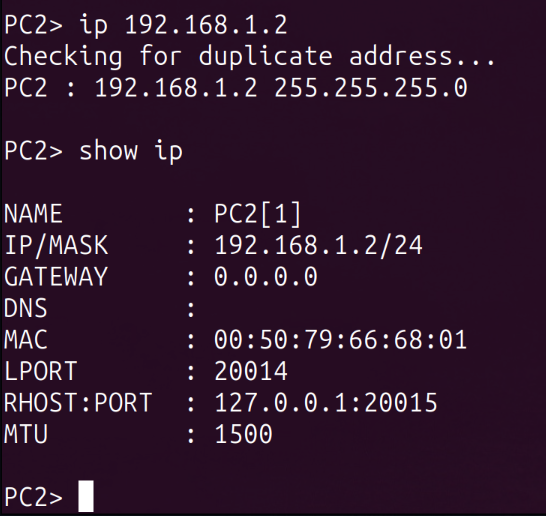 PC2> ip 192.168.1.2
Checking for duplicate address...
PC2 : 192.168.1.2 255.255.255.0
PC2> show ip
NAME        : PC2[1]
IP/MASK     : 192.168.1.2/24
GATEWAY     : 0.0.0.0
DNS         :
MAC         : 00:50:79:66:68:01
LPORT       : 20014
RHOST:PORT  : 127.0.0.1:20015
MTU         : 1500
PC2>